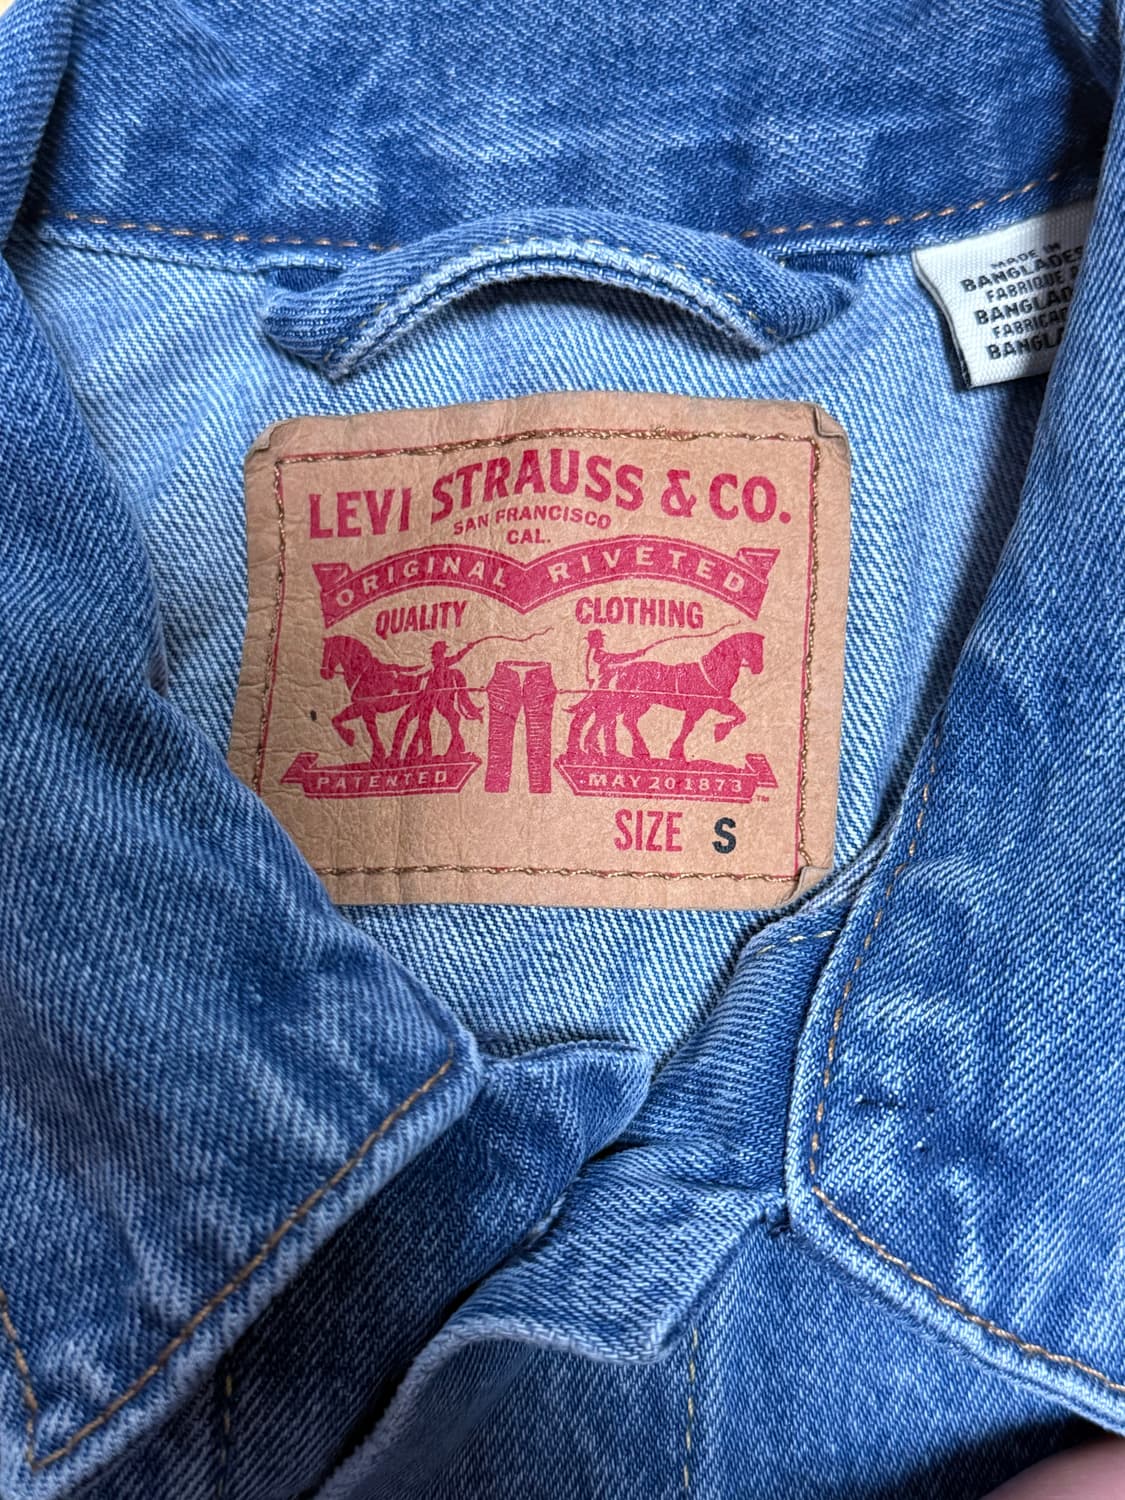 MADE IN
BANGLADES
FABRIQUE
BANGLAD
FABRICAD
BANGLA
LEVI STRAUSS & CO.
SAN FRANCISCO
CAL.
ORIGINAL RIVETED
QUALITY CLOTHING
PATENTED MAY 20 1873 ™
SIZE S